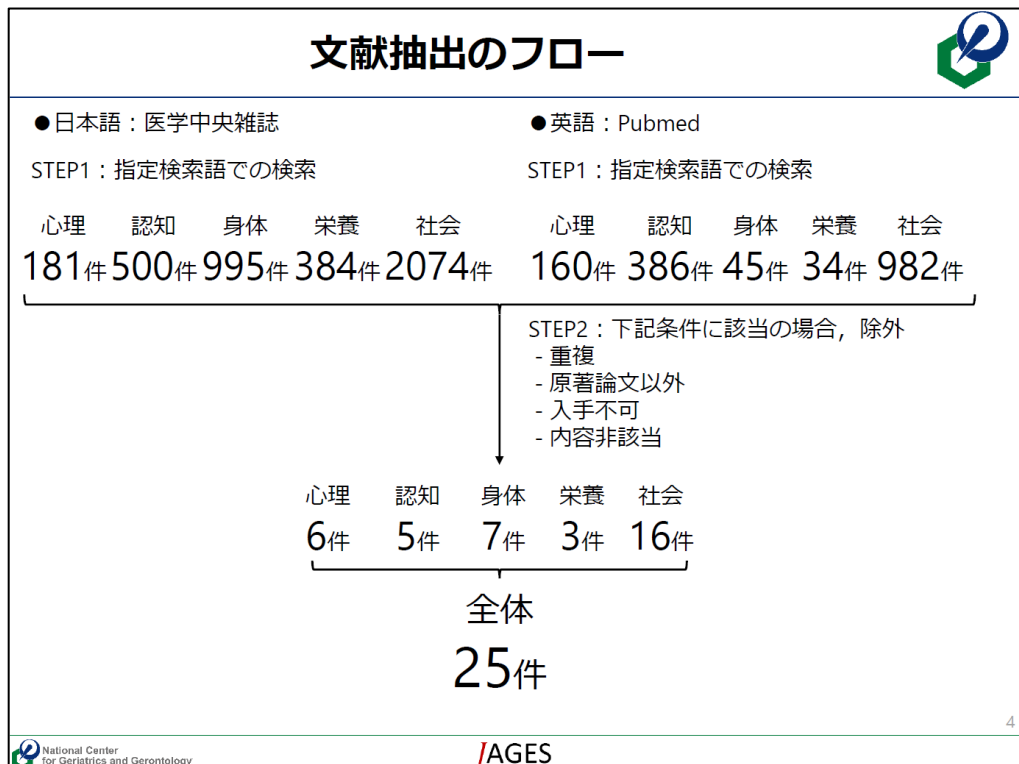 文献抽出のフロー
●日本語：医学中央雑誌
STEP1：指定検索語での検索
心理 認知 身体 栄養 社会
181件 500件 995件 384件 2074件
●英語：Pubmed
STEP1：指定検索語での検索
心理 認知 身体 栄養 社会
160件 386件 45件 34件 982件
STEP2：下記条件に該当の場合，除外
- 重複
- 原著論文以外
- 入手不可
- 内容非該当
心理 認知 身体 栄養 社会
6件 5件 7件 3件 16件
全体
25件
4
National Center
for Geriatrics and Gerontology
JAGES